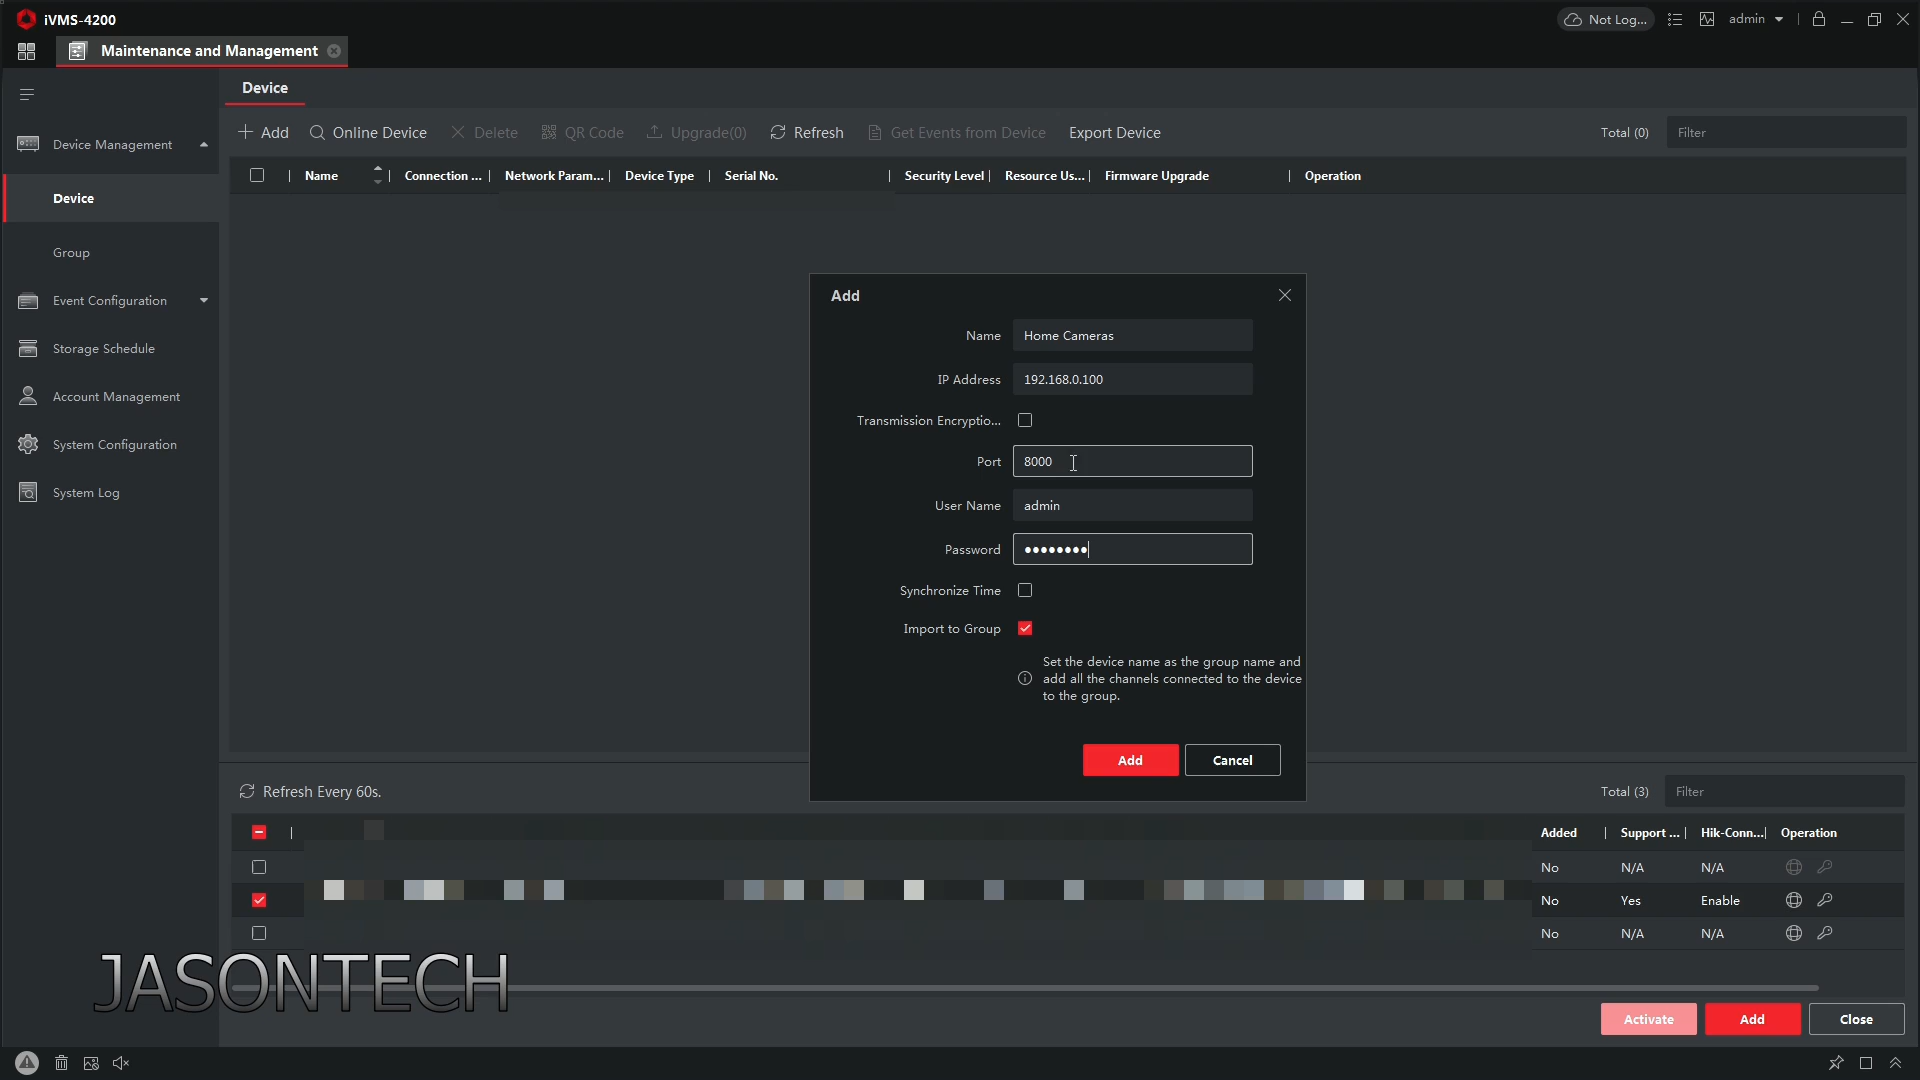 iVMS-4200
Not Log...
admin
Maintenance and Management
Device
Device Management
Device
Group
Event Configuration
Storage Schedule
Account Management
System Configuration
System Log
Add
Online Device
Delete
QR Code
Upgrade(0)
Refresh
Get Events from Device
Export Device
Total (0)
Filter
Name
Connection ...
Network Param...
Device Type
Serial No.
Security Level
Resource Us...
Firmware Upgrade
Operation
Add
Name Home Cameras
IP Address 192.168.0.100
Transmission Encryptio...
Port 8000
User Name admin
Password ••••••••
Synchronize Time
Import to Group
Set the device name as the group name and
add all the channels connected to the device
to the group.
Add
Cancel
Refresh Every 60s.
Total (3)
Filter
Added
Support ...
Hik-Conn...
Operation
No N/A N/A
No Yes Enable
No N/A N/A
JASONTECH
Activate
Add
Close